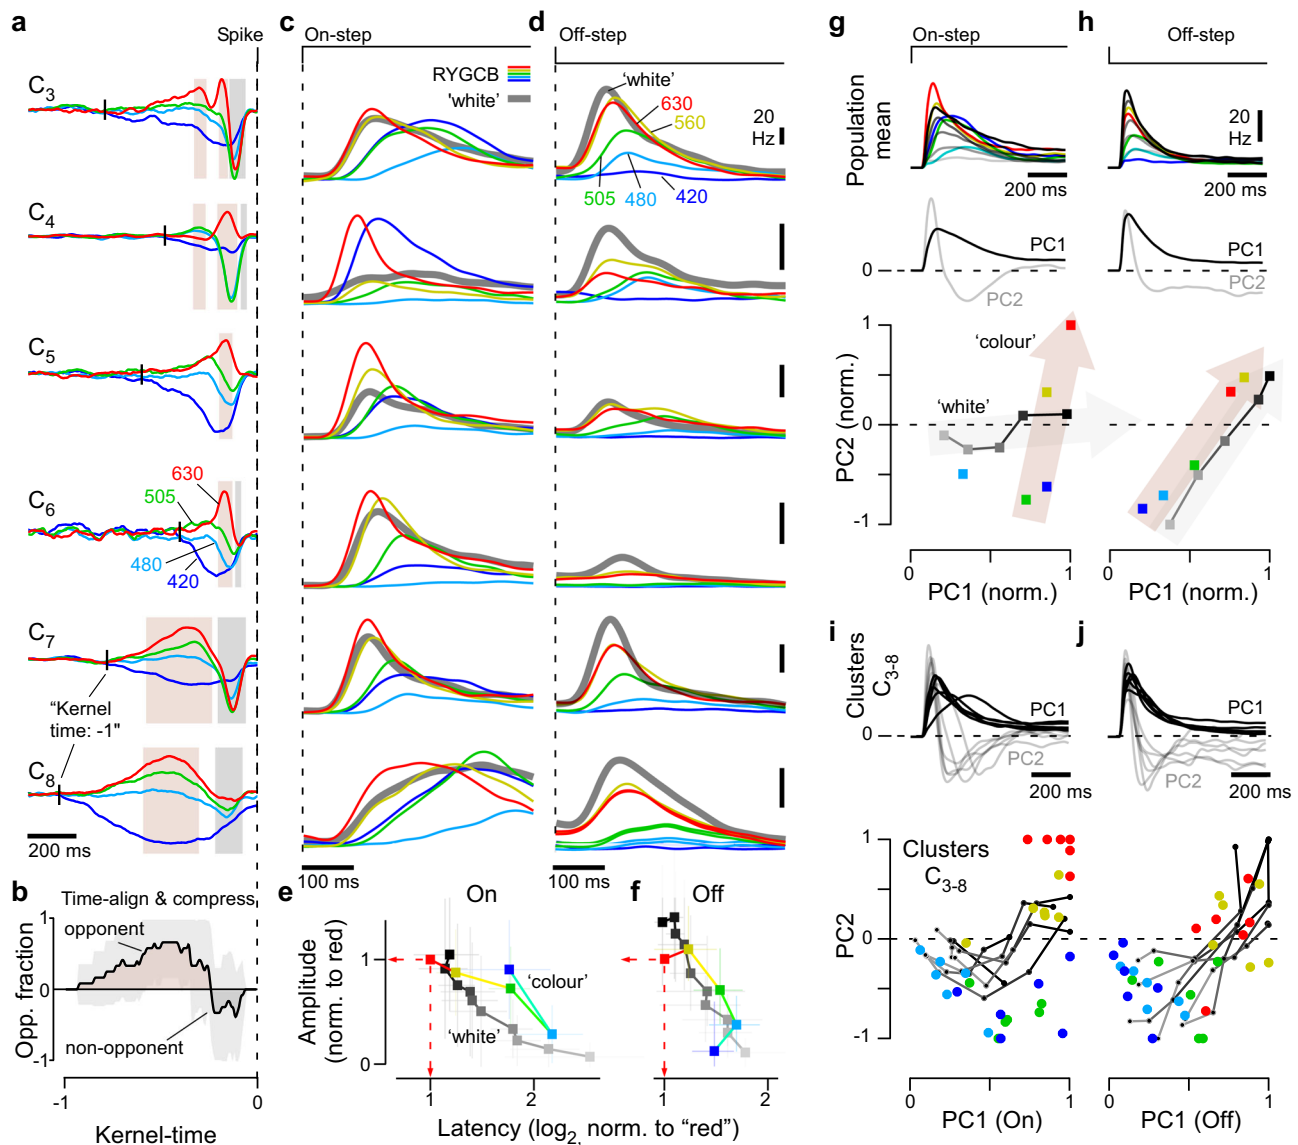 a
Spike
C3
C4
C5
C6
630
505
480
420
C7
"Kernel
time: -1"
C8
200 ms
b
Time-align & compress
opponent
non-opponent
Opp. fraction
1
0
-1
-1
0
Kernel-time
c
On-step
RYGCB
'white'
100 ms
d
Off-step
'white'
630
560
505
480
420
20
Hz
100 ms
e
On
Amplitude
(norm. to red)
1
0
'colour'
'white'
1
2
f
Off
1
2
Latency (log2, norm. to "red")
g
On-step
Population
mean
200 ms
PC1
PC2
0
'colour'
'white'
PC2 (norm.)
1
0
-1
0
1
PC1 (norm.)
h
Off-step
20
Hz
200 ms
PC1
PC2
0
1
PC1 (norm.)
i
Clusters
C3-8
0
PC1
PC2
200 ms
Clusters
C3-8
PC2
1
0
-1
0
1
PC1 (On)
j
PC1
PC2
200 ms
0
1
PC1 (Off)